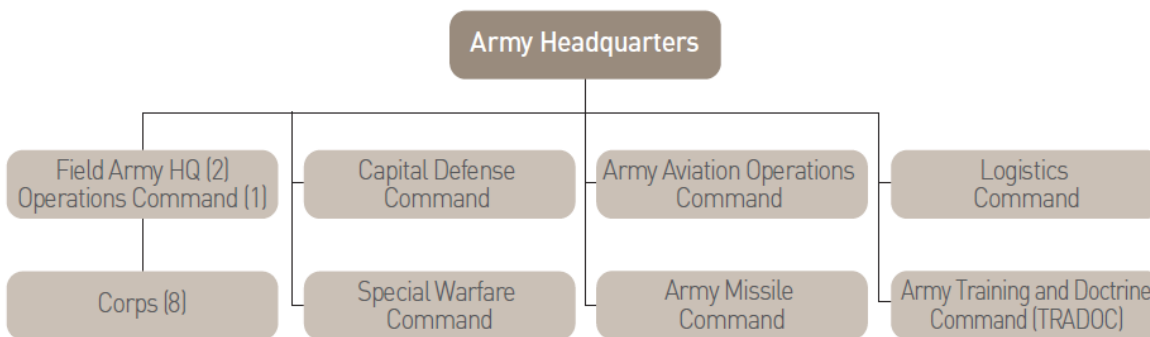 Army Headquarters
Field Army HQ (2)
Operations Command (1)
Capital Defense
Command
Army Aviation Operations
Command
Logistics
Command
Corps (8)
Special Warfare
Command
Army Missile
Command
Army Training and Doctrine
Command (TRADOC)